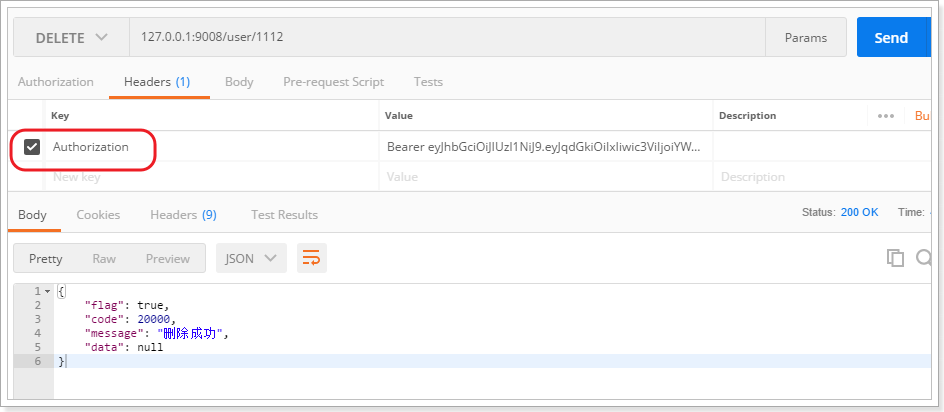 DELETE 127.0.0.1:9008/user/1112 Params Send
Authorization Headers (1) Body Pre-request Script Tests
Key Value Description Bu
Authorization Bearer eyJhbGciOiJIUzI1NiJ9.eyJqdGkiOiIxIiwic3ViIjoiYW...
New key Value Description
Body Cookies Headers (9) Test Results Status: 200 OK Time:
Pretty Raw Preview JSON
1 {
2 "flag": true,
3 "code": 20000,
4 "message": "删除成功",
5 "data": null
6 }